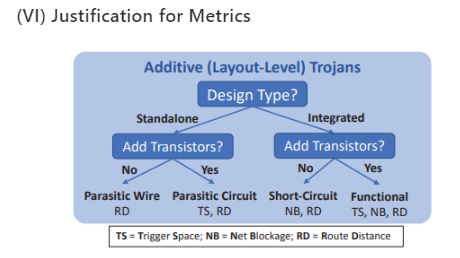 (VI) Justification for Metrics
Additive (Layout-Level) Trojans
Design Type?
Standalone Integrated
Add Transistors? Add Transistors?
No Yes No Yes
Parasitic Wire Parasitic Circuit Short-Circuit Functional
RD TS, RD NB, RD TS, NB, RD
TS = Trigger Space; NB = Net Blockage; RD = Route Distance